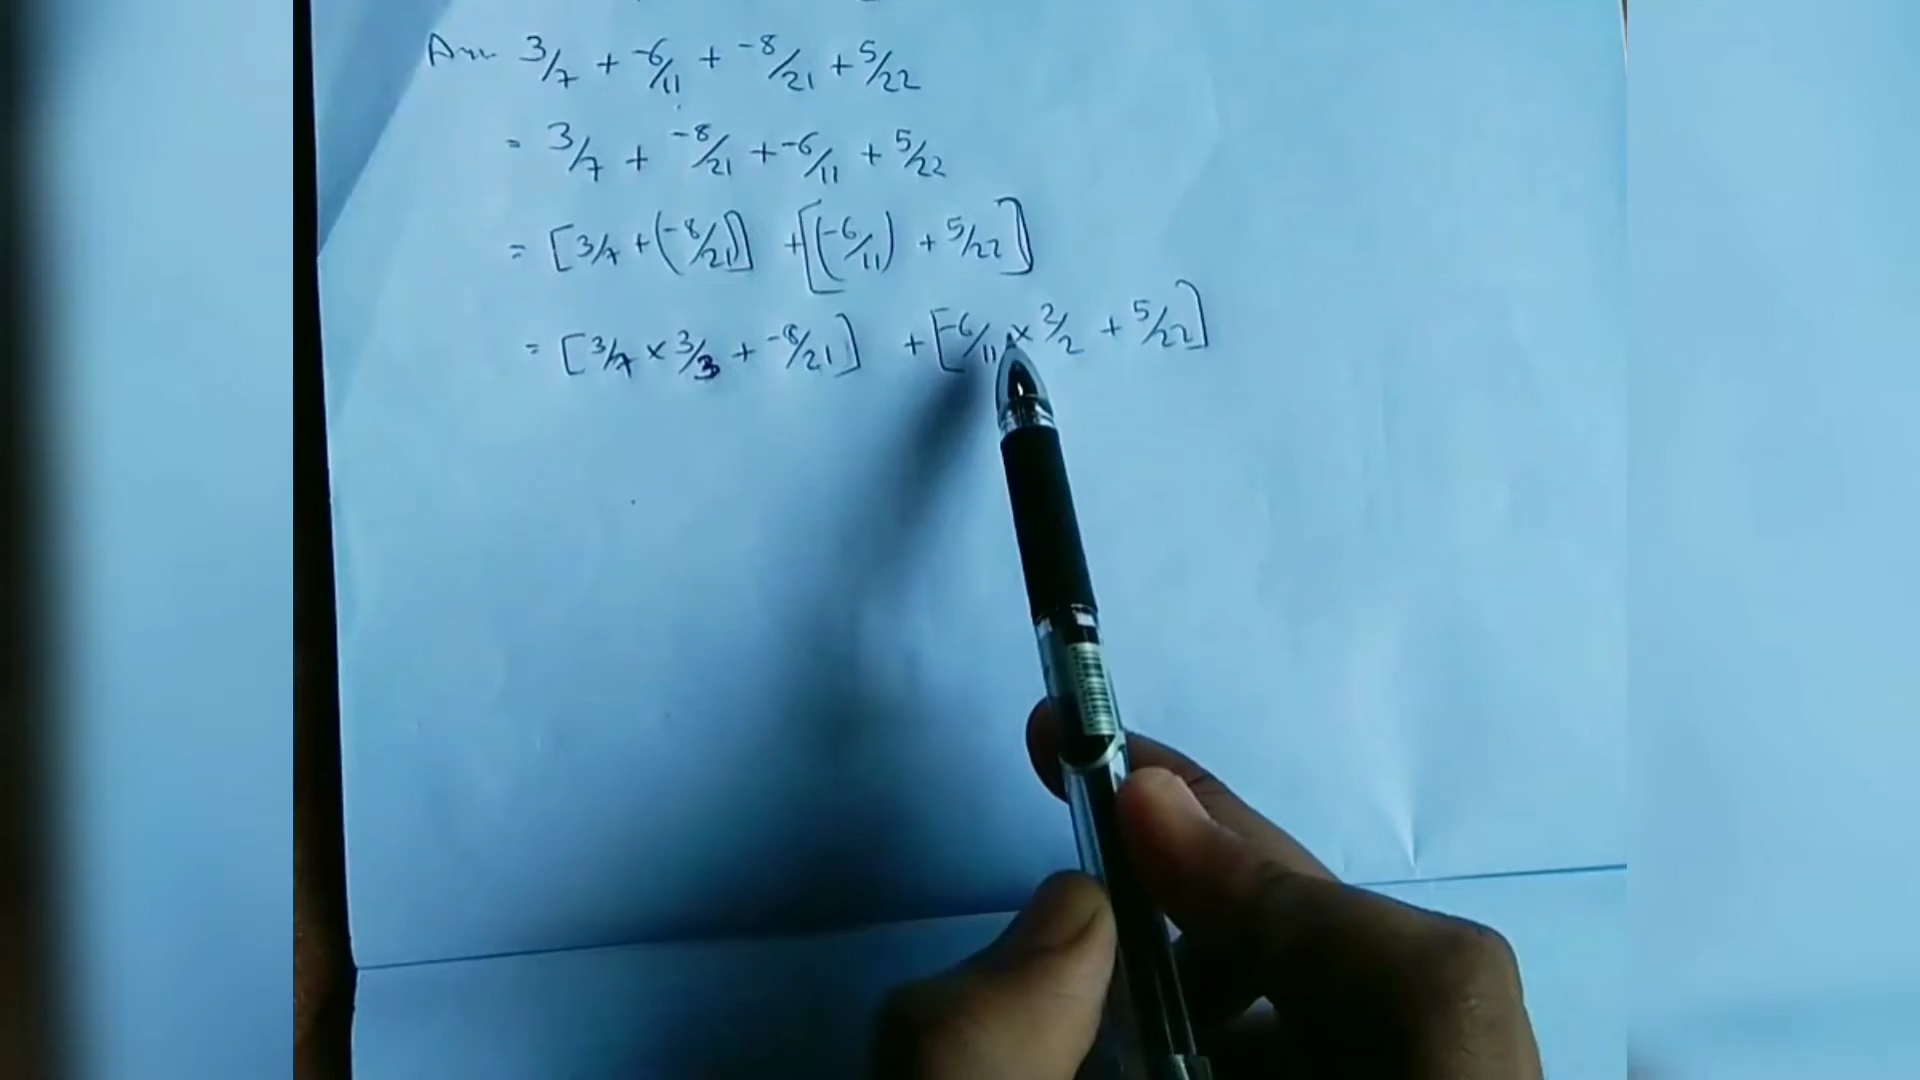 Ans 3/7 + -6/11 + -8/21 + 5/22
= 3/7 + -8/21 + -6/11 + 5/22
= [3/7 + (-8/21)] + [(-6/11) + 5/22]
= [3/7 × 3/3 + -8/21] + [-6/11 × 2/2 + 5/22]